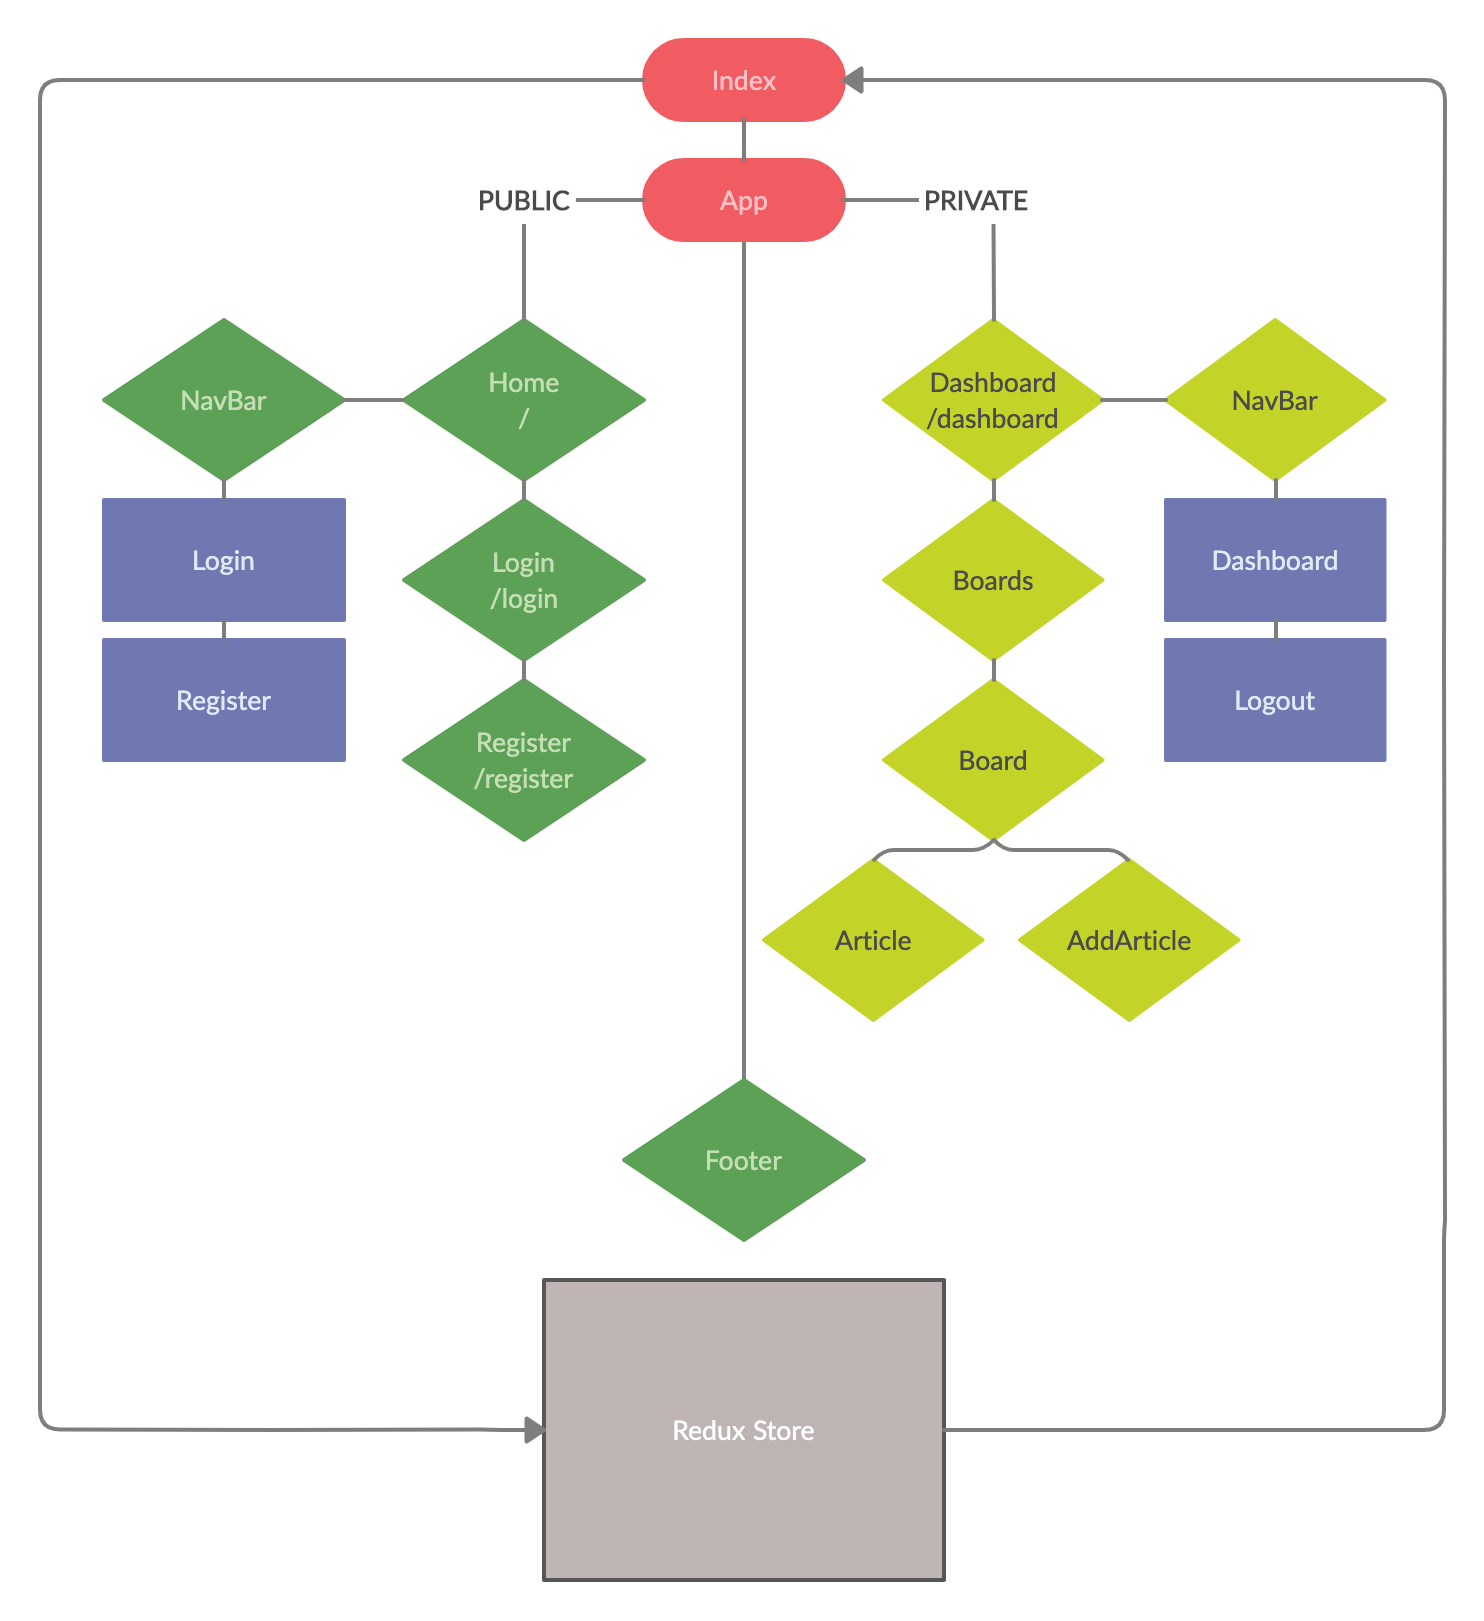 Index
App
PUBLIC
PRIVATE
NavBar
Home
/
Dashboard
/dashboard
NavBar
Login
Login
/login
Boards
Dashboard
Register
Register
/register
Board
Logout
Article
AddArticle
Footer
Redux Store